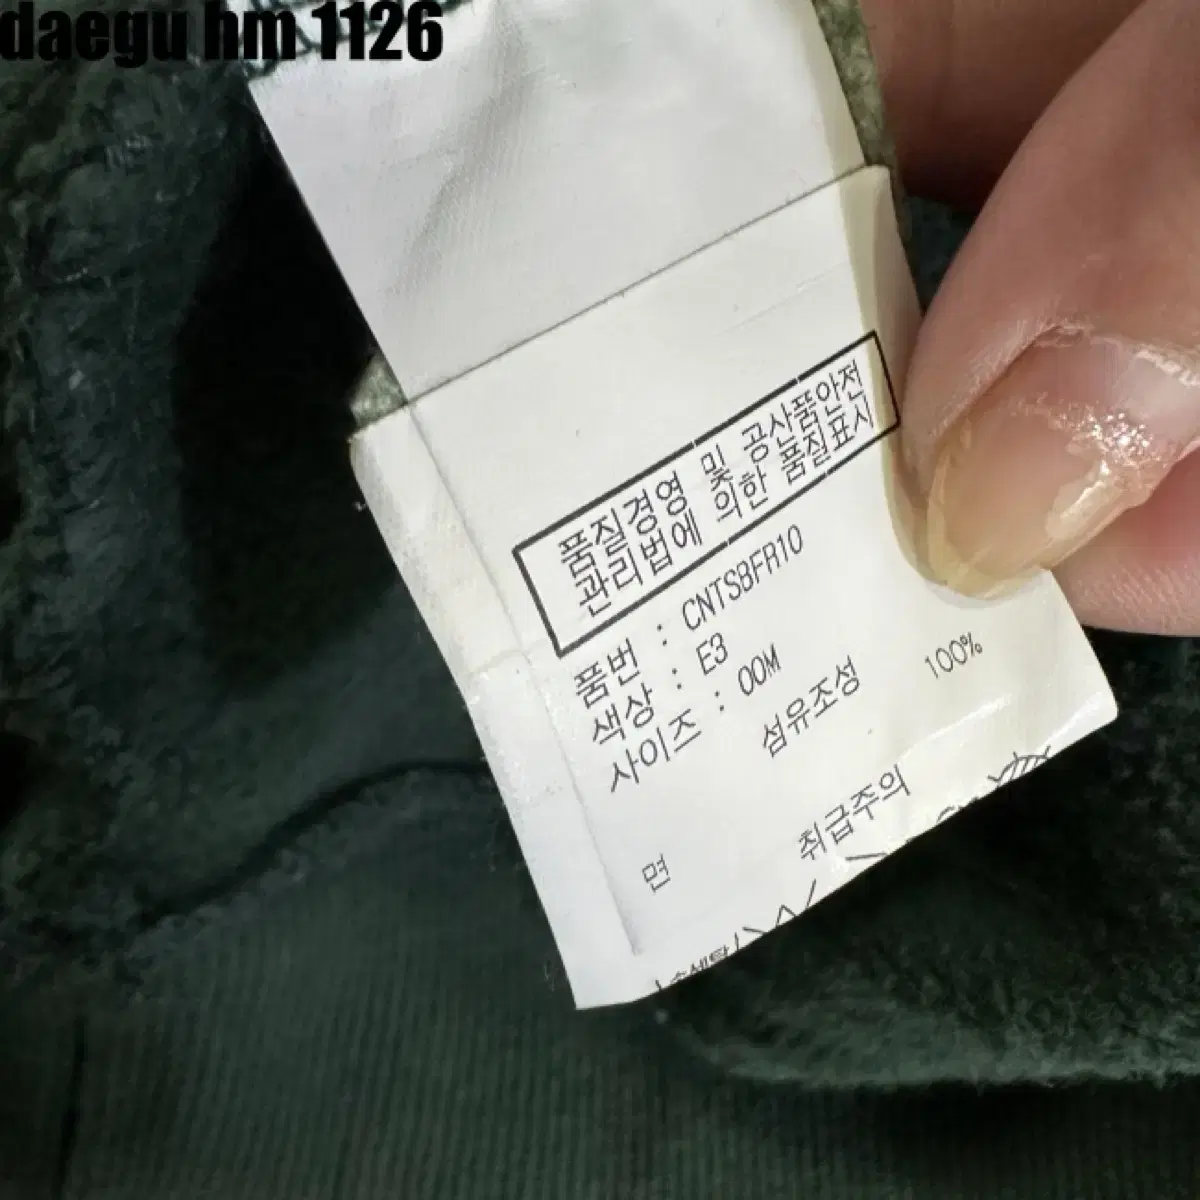 daegu hm 1126
품질경영 및 공산품안전
관리법에 의한 품질표시
품번 : CNTS8FR10
색상 : E3
사이즈 : 00M
섬유조성
면 100%
취급주의